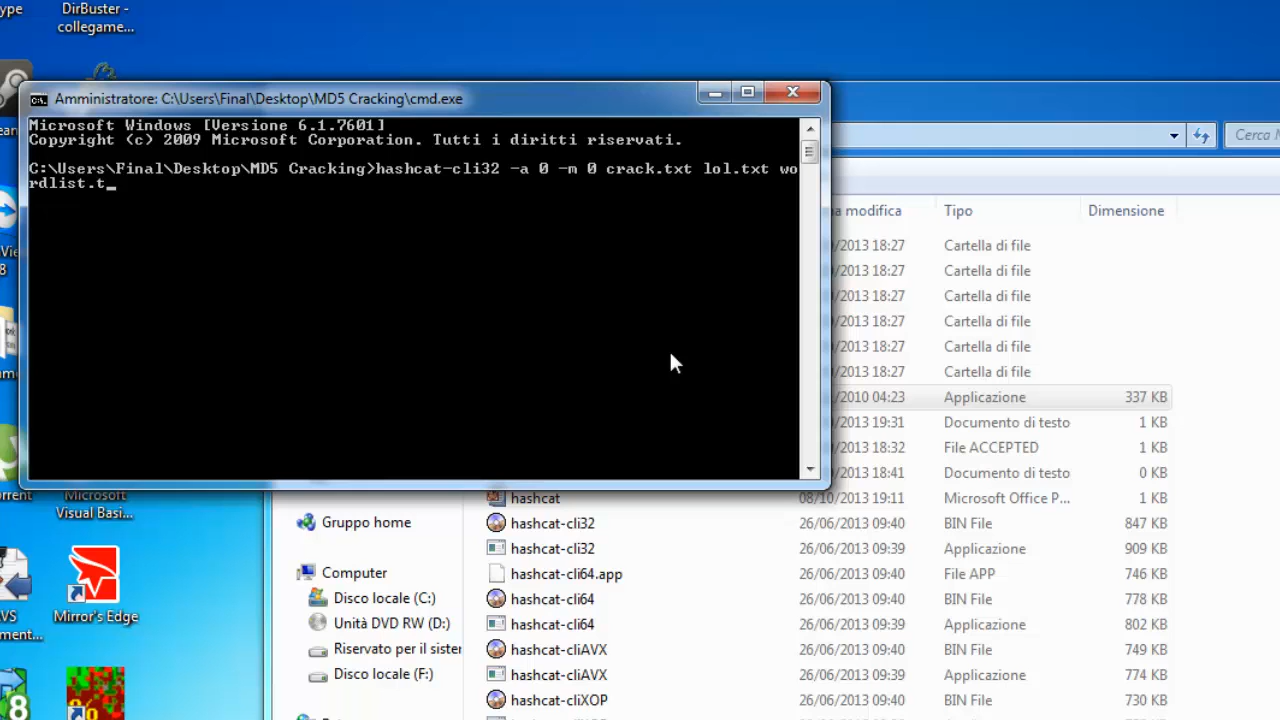 ype
DirBuster -
collegame...
Amministratore: C:\Users\Final\Desktop\MD5 Cracking\cmd.exe
Microsoft Windows [Versione 6.1.7601]
Copyright (c) 2009 Microsoft Corporation. Tutti i diritti riservati.
C:\Users\Final\Desktop\MD5 Cracking>hashcat-cli32 -a 0 -m 0 crack.txt lol.txt wo
rdlist.t_
Cerca
a modifica Tipo Dimensione
/2013 18:27 Cartella di file
/2013 18:27 Cartella di file
/2013 18:27 Cartella di file
/2013 18:27 Cartella di file
/2013 18:27 Cartella di file
/2013 18:27 Cartella di file
/2010 04:23 Applicazione 337 KB
/2013 19:31 Documento di testo 1 KB
/2013 18:32 File ACCEPTED 1 KB
/2013 18:41 Documento di testo 0 KB
hashcat 08/10/2013 19:11 Microsoft Office P...
hashcat-cli32 26/06/2013 09:40 BIN File 847 KB
hashcat-cli32 26/06/2013 09:39 Applicazione 909 KB
hashcat-cli64.app 26/06/2013 09:40 File APP 746 KB
hashcat-cli64 26/06/2013 09:40 BIN File 778 KB
hashcat-cli64 26/06/2013 09:39 Applicazione 802 KB
hashcat-cliAVX 26/06/2013 09:40 BIN File 749 KB
hashcat-cliAVX 26/06/2013 09:39 Applicazione 774 KB
hashcat-cliXOP 26/06/2013 09:40 BIN File 730 KB
Gruppo home
Computer
Disco locale (C:)
Unità DVD RW (D:)
Riservato per il sister
Disco locale (F:)
Microsoft
Visual Basi...
Mirror's Edge